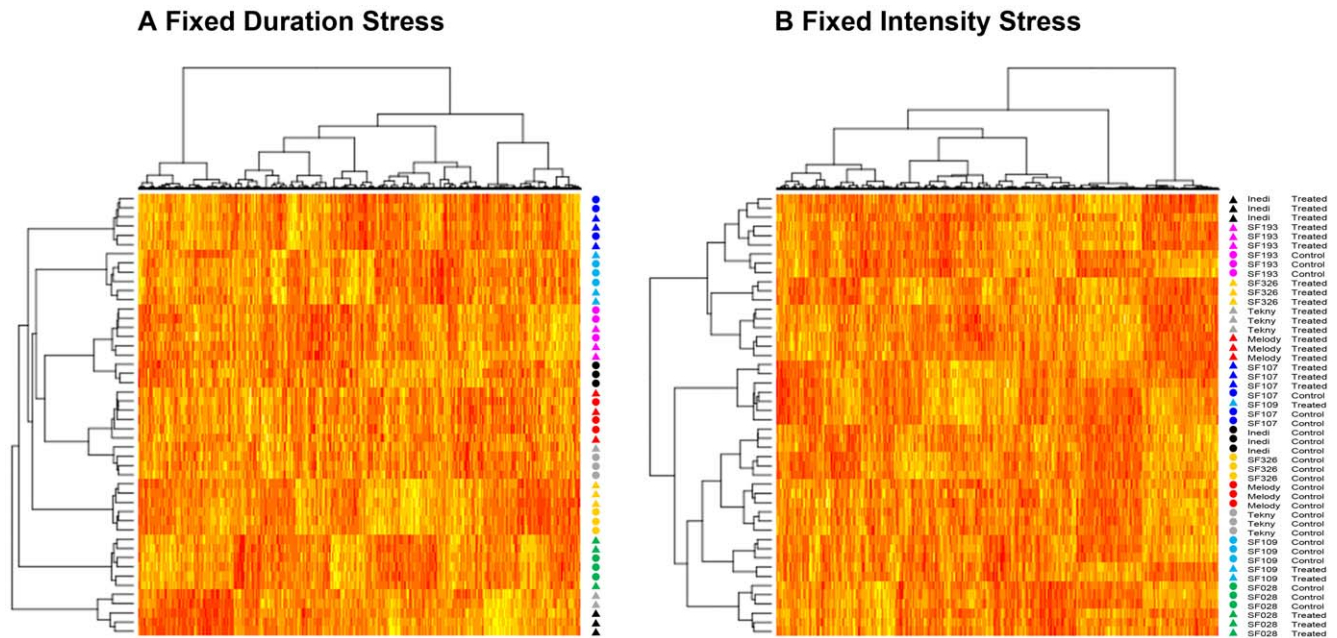 A Fixed Duration Stress
B Fixed Intensity Stress
Inedi Treated
Inedi Treated
Inedi Treated
SF193 Treated
SF193 Treated
SF193 Treated
SF193 Control
SF193 Control
SF193 Control
SF326 Treated
SF326 Treated
SF326 Treated
Tekny Treated
Tekny Treated
Tekny Treated
Melody Treated
Melody Treated
Melody Treated
SF107 Treated
SF107 Treated
SF107 Treated
SF107 Control
SF109 Treated
SF107 Control
SF107 Control
Inedi Control
Inedi Control
Inedi Control
SF326 Control
SF326 Control
SF326 Control
Melody Control
Melody Control
Melody Control
Tekny Control
Tekny Control
Tekny Control
SF109 Control
SF109 Control
SF109 Control
SF109 Treated
SF109 Treated
SF028 Control
SF028 Control
SF028 Control
SF028 Treated
SF028 Treated
SF028 Treated